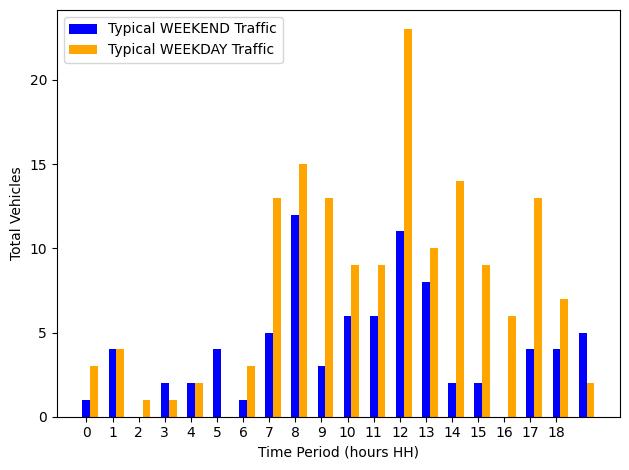 Typical WEEKEND Traffic
Typical WEEKDAY Traffic
20
15
10
5
0
Total Vehicles
0 1 2 3 4 5 6 7 8 9 10 11 12 13 14 15 16 17 18
Time Period (hours HH)